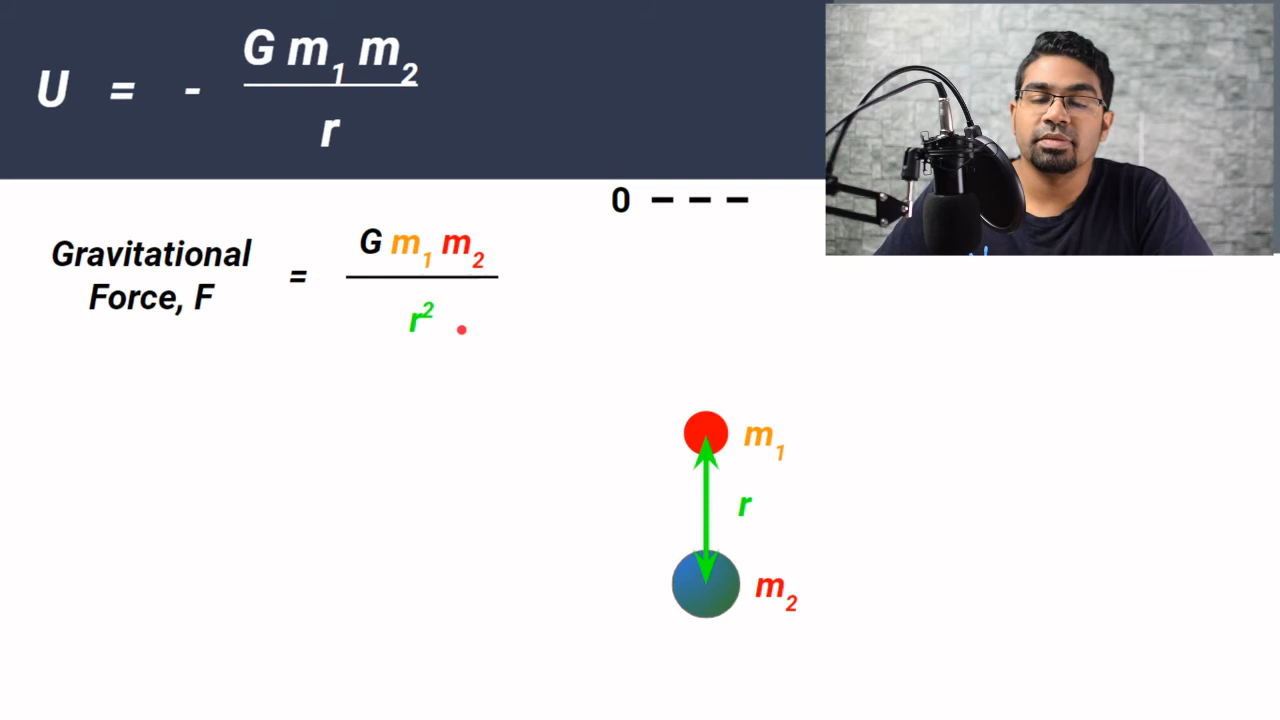 U = - G m₁ m₂
r
0 – – –
Gravitational
Force, F = G m₁ m₂
r²
m₁
r
m₂